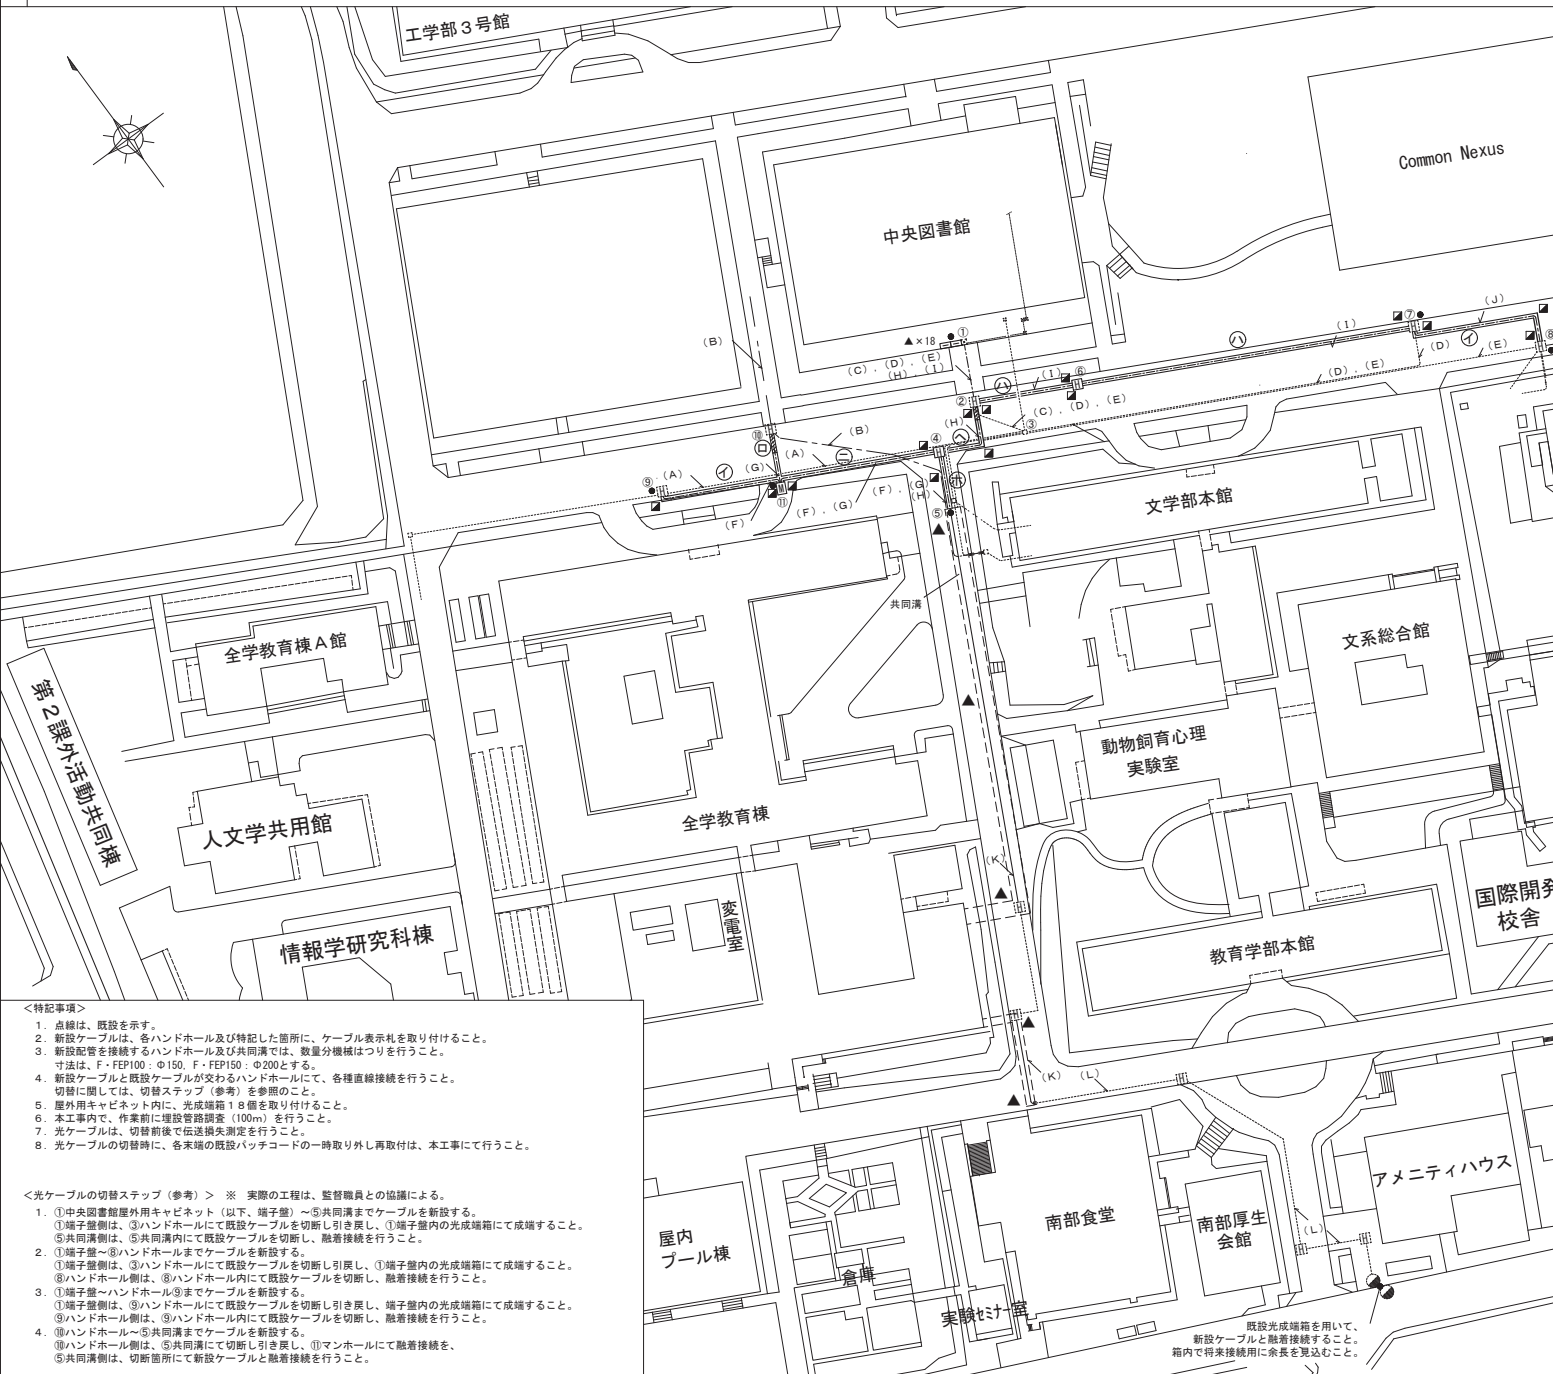 工学部３号館
Common Nexus
中央図書館
(J)
⑦
(I)
㋩
㋑
⑧
(B)
▲×18
①
(C), (D), (E)
(H), (I)
(D)
(E)
㋩
(I)
⑥
(D), (E)
②
(C), (D), (E)
(H)
③
㋬
⑩
㋺
(B)
④
(A)
㋥
⑨
(A)
㋑
(G)
⑪
(F)
(F), (G)
(F), (G)
(H)
㋭
⑤
文学部本館
共同溝
全学教育棟Ａ館
文系総合館
第２課外活動共同棟
動物飼育心理
実験室
人文学共用館
全学教育棟
(K)
変電室
国際開発
校舎
情報学研究科棟
教育学部本館
(K)
(L)
アメニティハウス
南部食堂
南部厚生
会館
(L)
屋内
プール棟
倉庫
実験ｾﾐﾅｰ室
既設光成端箱を用いて、
新設ケーブルと融着接続すること。
箱内で将来接続用に余長を見込むこと。
＜特記事項＞
1. 点線は、既設を示す。
2. 新設ケーブルは、各ハンドホール及び特記した箇所に、ケーブル表示札を取り付けること。
3. 新設配管を接続するハンドホール及び共同溝では、数量分機械はつりを行うこと。
寸法は、F・FEP100：Φ150、F・FEP150：Φ200とする。
4. 新設ケーブルと既設ケーブルが交わるハンドホールにて、各種直線接続を行うこと。
切替に関しては、切替ステップ（参考）を参照のこと。
5. 屋外用キャビネット内に、光成端箱１８個を取り付けること。
6. 本工事内で、作業前に埋設管路調査（100m）を行うこと。
7. 光ケーブルは、切替前後で伝送損失測定を行うこと。
8. 光ケーブルの切替時に、各末端の既設パッチコードの一時取り外し再取付は、本工事にて行うこと。
＜光ケーブルの切替ステップ（参考）＞　※　実際の工程は、監督職員との協議による。
1. ①中央図書館屋外用キャビネット（以下、端子盤）～⑤共同溝までケーブルを新設する。
①端子盤側は、③ハンドホールにて既設ケーブルを切断し引き戻し、①端子盤内の光成端箱にて成端すること。
⑤共同溝側は、⑤共同溝内にて既設ケーブルを切断し、融着接続を行うこと。
2. ①端子盤～⑧ハンドホールまでケーブルを新設する。
①端子盤側は、③ハンドホールにて既設ケーブルを切断し引戻し、①端子盤内の光成端箱にて成端すること。
⑧ハンドホール側は、⑧ハンドホール内にて既設ケーブルを切断し、融着接続を行うこと。
3. ①端子盤～ハンドホール⑨までケーブルを新設する。
①端子盤側は、⑨ハンドホールにて既設ケーブルを切断し引き戻し、端子盤内の光成端箱にて成端すること。
⑨ハンドホール側は、⑨ハンドホール内にて既設ケーブルを切断し、融着接続を行うこと。
4. ⑩ハンドホール～⑤共同溝までケーブルを新設する。
⑩ハンドホール側は、⑤共同溝にて切断し引き戻し、⑪マンホールにて融着接続を、
⑤共同溝側は、切断箇所にて新設ケーブルと融着接続を行うこと。